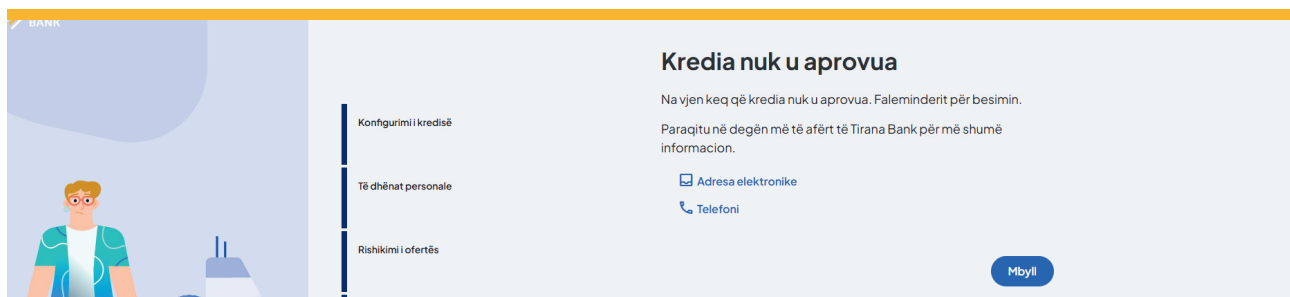 BANK
Konfigurimi i kredisë
Të dhënat personale
Rishikimi i ofertës
Kredia nuk u aprovua
Na vjen keq që kredia nuk u aprovua. Faleminderit për besimin.
Paraqitu në degën më të afërt të Tirana Bank për më shumë
informacion.
Adresa elektronike
Telefoni
Mbyll